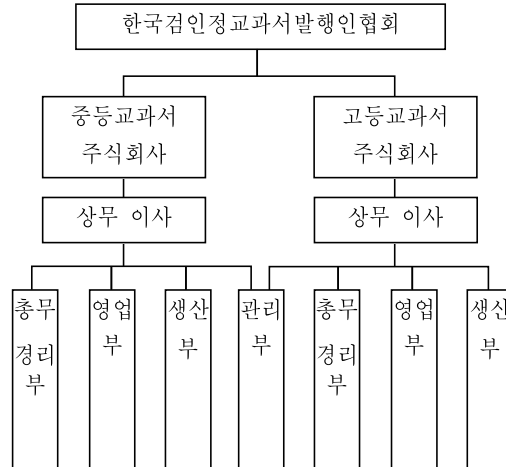 한국검인정교과서발행인협회
중등교과서
주식회사
고등교과서
주식회사
상무 이사
상무 이사
총무
경리
부
영업
부
생산
부
관리
부
총무
경리
부
영업
부
생산
부